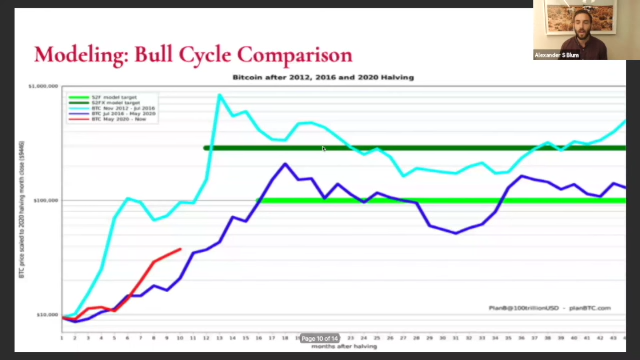 Alexander S Blum
Modeling: Bull Cycle Comparison
Bitcoin after 2012, 2016 and 2020 Halving
S2F model target
S2FX model target
BTC Nov 2012 - Jul 2016
BTC Jul 2016 - May 2020
BTC May 2020 - Now
$1,000,000
$100,000
$10,000
BTC price scaled to 2020 halving month close
PlanB@100trillionUSD - planBTC.com
1 2 3 4 5 6 7 8 9 10 11 12 13 14 15 16 17 18 19 21 22 23 24 25 26 27 28 29 30 31 32 33 34 35 36 37 38 39 40 41 42 43
Page 10 of 14
months after halving